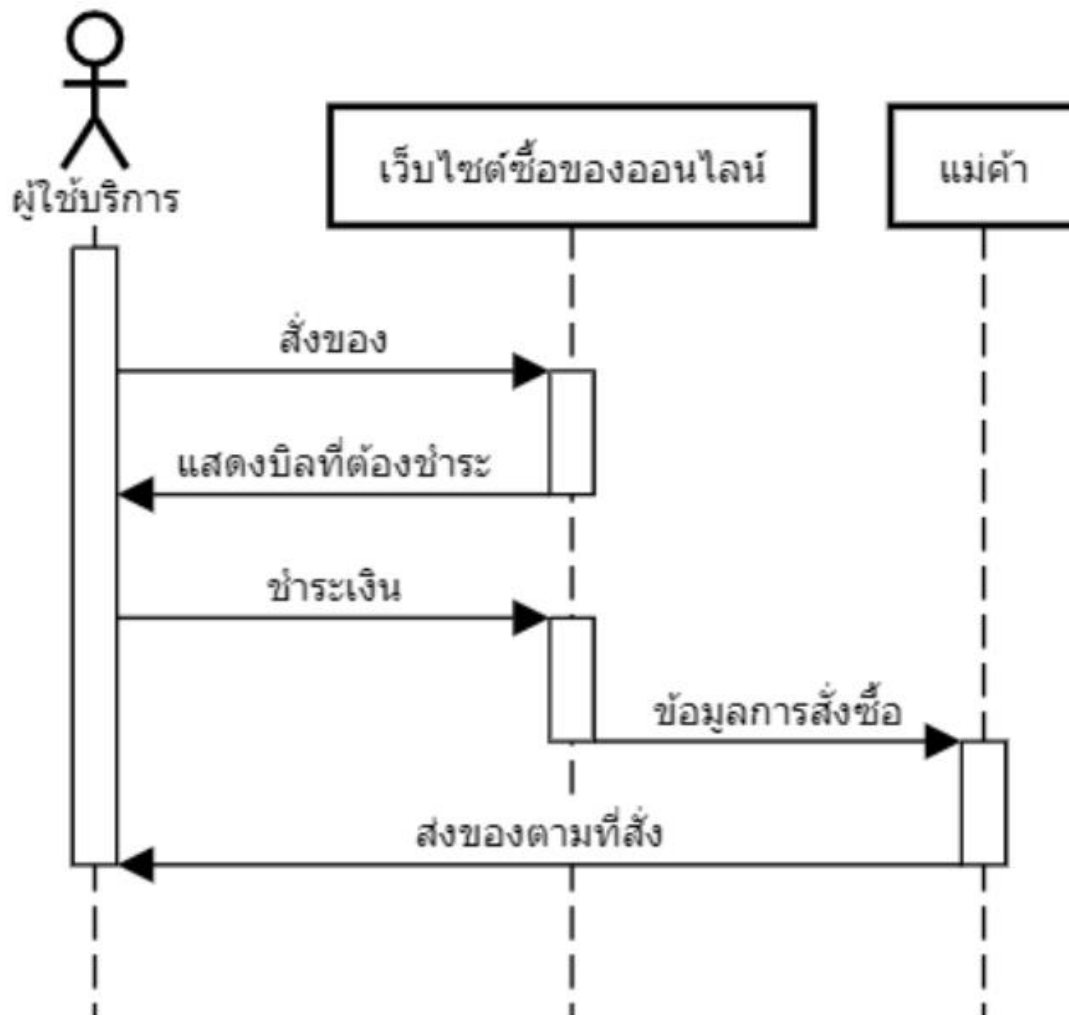 ผู้ใช้บริการ
เว็บไซต์ซื้อของออนไลน์
แม่ค้า
สั่งของ
แสดงบิลที่ต้องชำระ
ชำระเงิน
ข้อมูลการสั่งซื้อ
ส่งของตามที่สั่ง